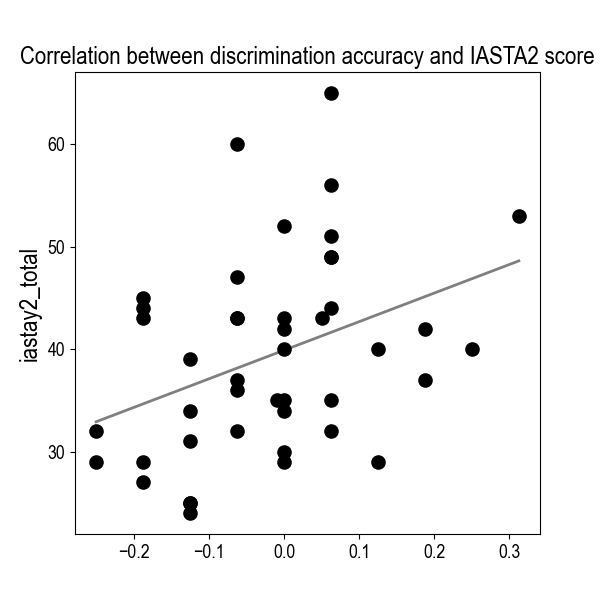 Correlation between discrimination accuracy and IASTA2 score
60
50
40
30
iastay2_total
−0.2 −0.1 0.0 0.1 0.2 0.3